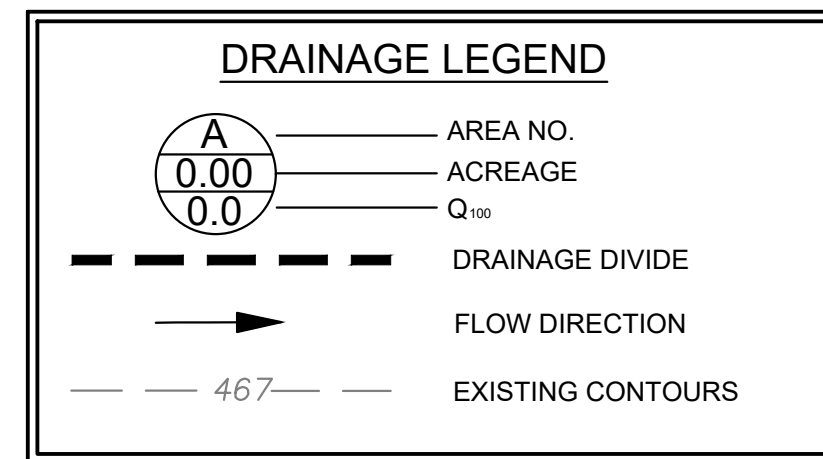 DRAINAGE LEGEND
A AREA NO.
0.00 ACREAGE
0.0 Q₁₀₀
DRAINAGE DIVIDE
FLOW DIRECTION
467 EXISTING CONTOURS